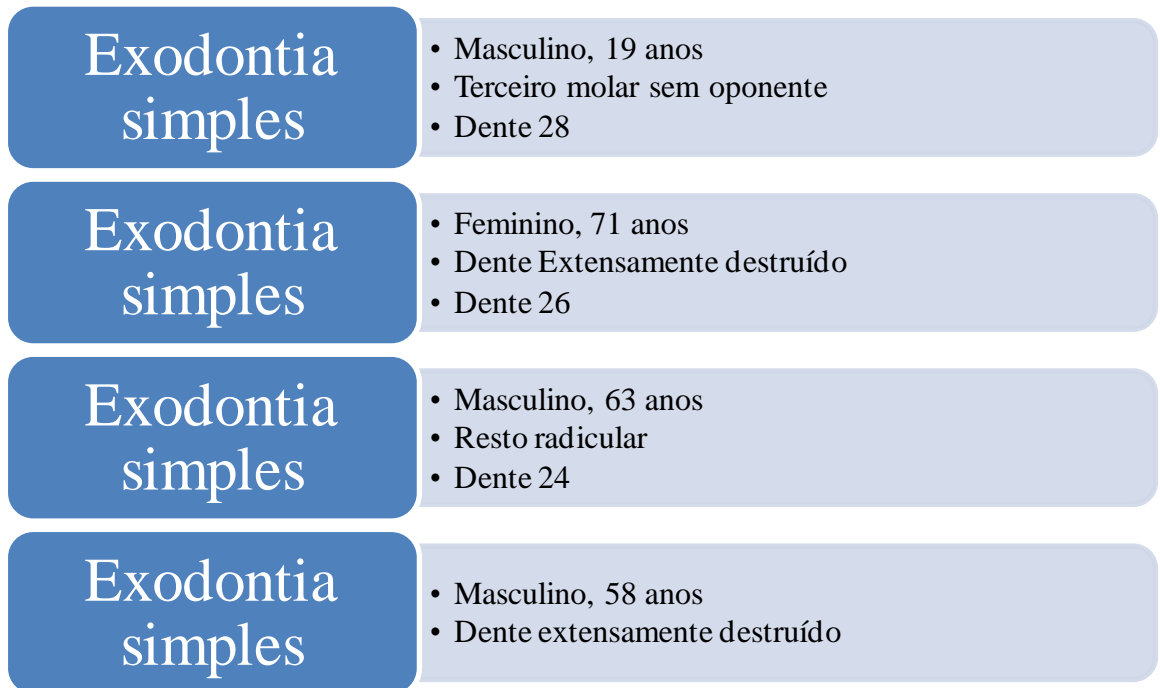 Exodontia
simples
• Masculino, 19 anos
• Terceiro molar sem oponente
• Dente 28
Exodontia
simples
• Feminino, 71 anos
• Dente Extensamente destruído
• Dente 26
Exodontia
simples
• Masculino, 63 anos
• Resto radicular
• Dente 24
Exodontia
simples
• Masculino, 58 anos
• Dente extensamente destruído